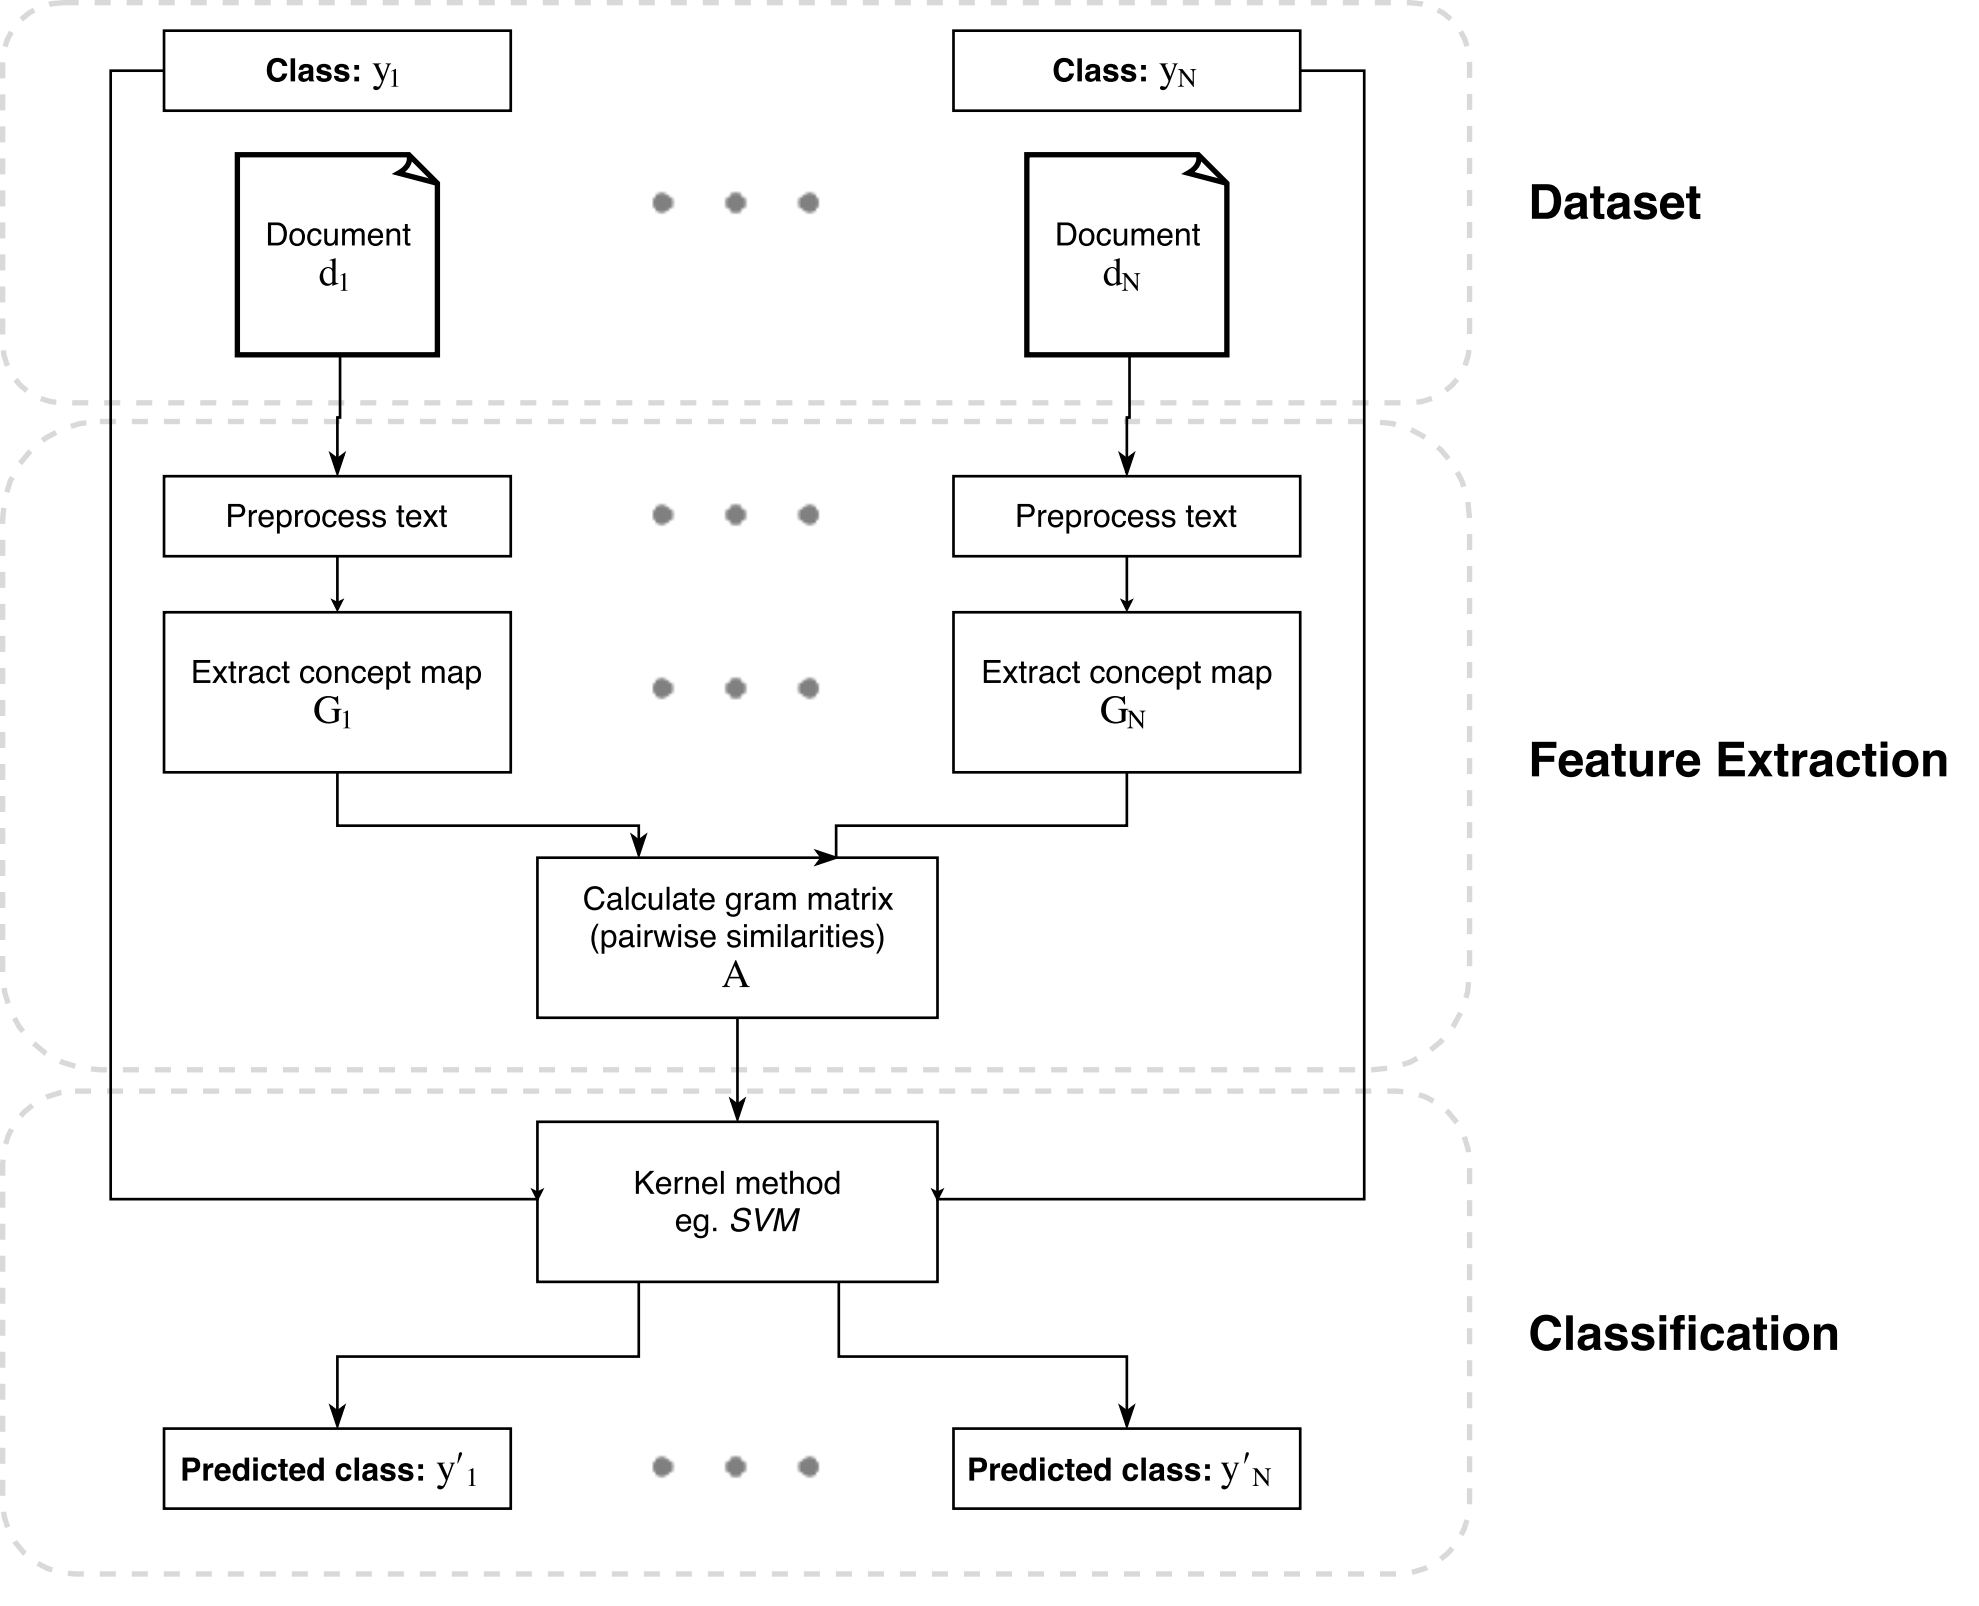 Class: y1
Class: yN
Document
d1
Document
dN
Dataset
Preprocess text
Preprocess text
Extract concept map
G1
Extract concept map
GN
Feature Extraction
Calculate gram matrix
(pairwise similarities)
A
Kernel method
eg. SVM
Classification
Predicted class: y′1
Predicted class: y′N